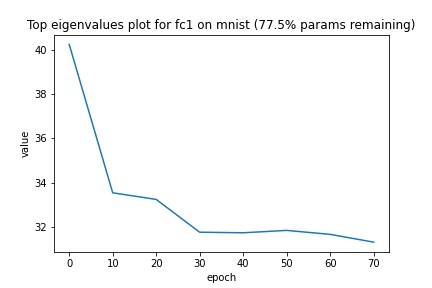 Top eigenvalues plot for fc1 on mnist (77.5% params remaining)
40
38
36
34
32
value
0 10 20 30 40 50 60 70
epoch